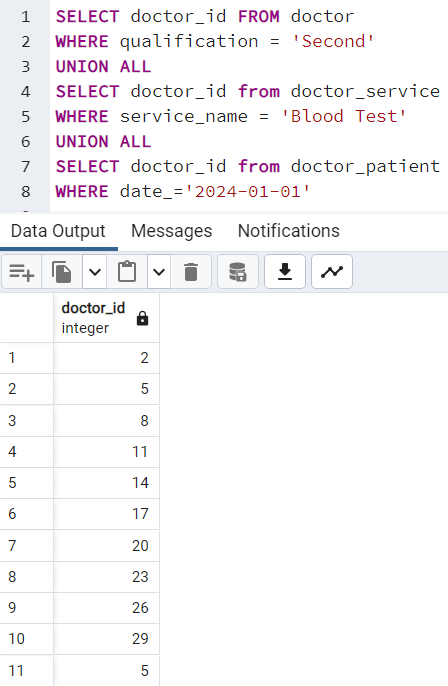 1 SELECT doctor_id FROM doctor
2 WHERE qualification = 'Second'
3 UNION ALL
4 SELECT doctor_id from doctor_service
5 WHERE service_name = 'Blood Test'
6 UNION ALL
7 SELECT doctor_id from doctor_patient
8 WHERE date_='2024-01-01'
Data Output Messages Notifications
doctor_id
integer
1 2
2 5
3 8
4 11
5 14
6 17
7 20
8 23
9 26
10 29
11 5